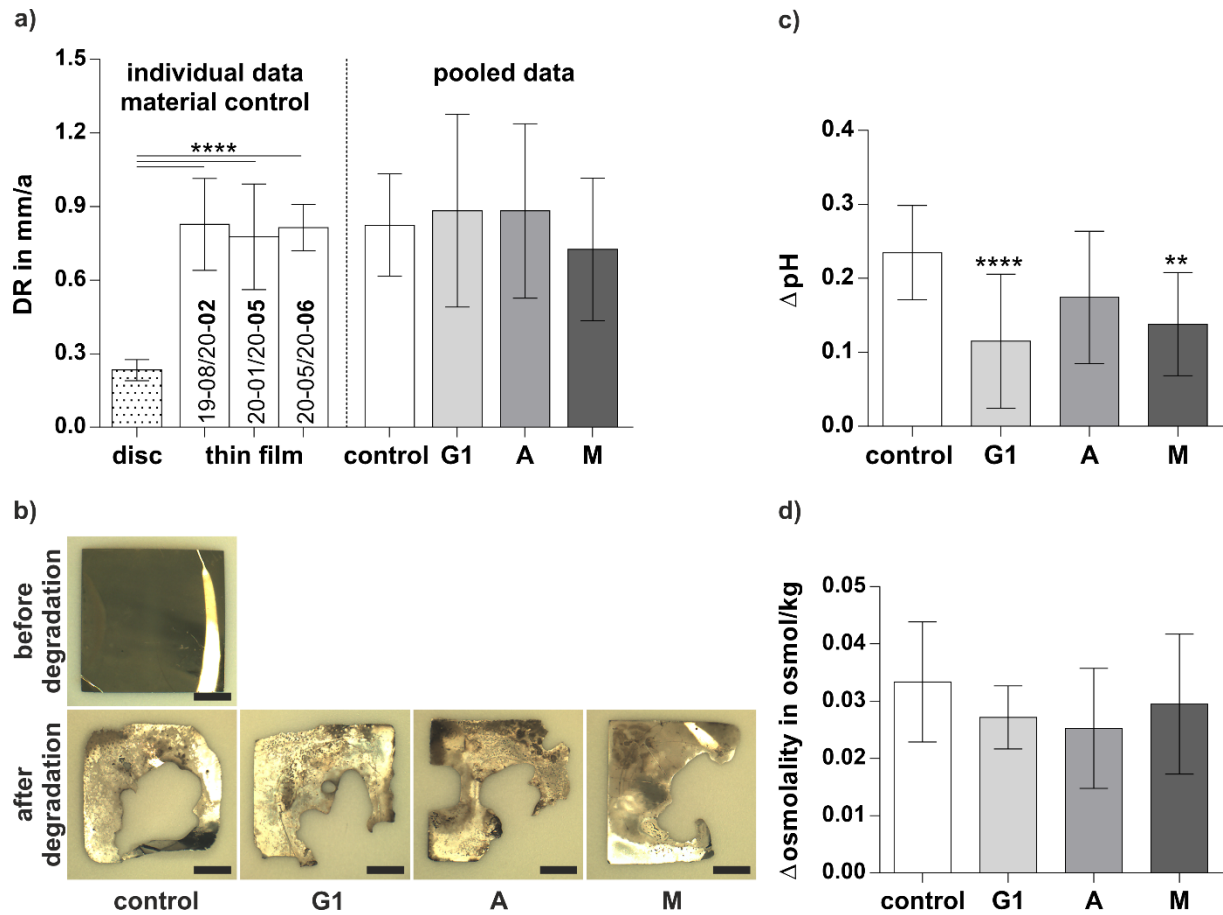 a)
1.5
1.2
0.9
0.6
0.3
0.0
DR in mm/a
individual data
material control
pooled data
****
19-08/20-02
20-01/20-05
20-05/20-06
disc
thin film
control
G1
A
M
b)
before
degradation
after
degradation
control
G1
A
M
c)
0.4
0.3
0.2
0.1
0.0
ΔpH
****
**
control
G1
A
M
d)
0.05
0.04
0.03
0.02
0.01
0.00
Δosmolality in osmol/kg
control
G1
A
M